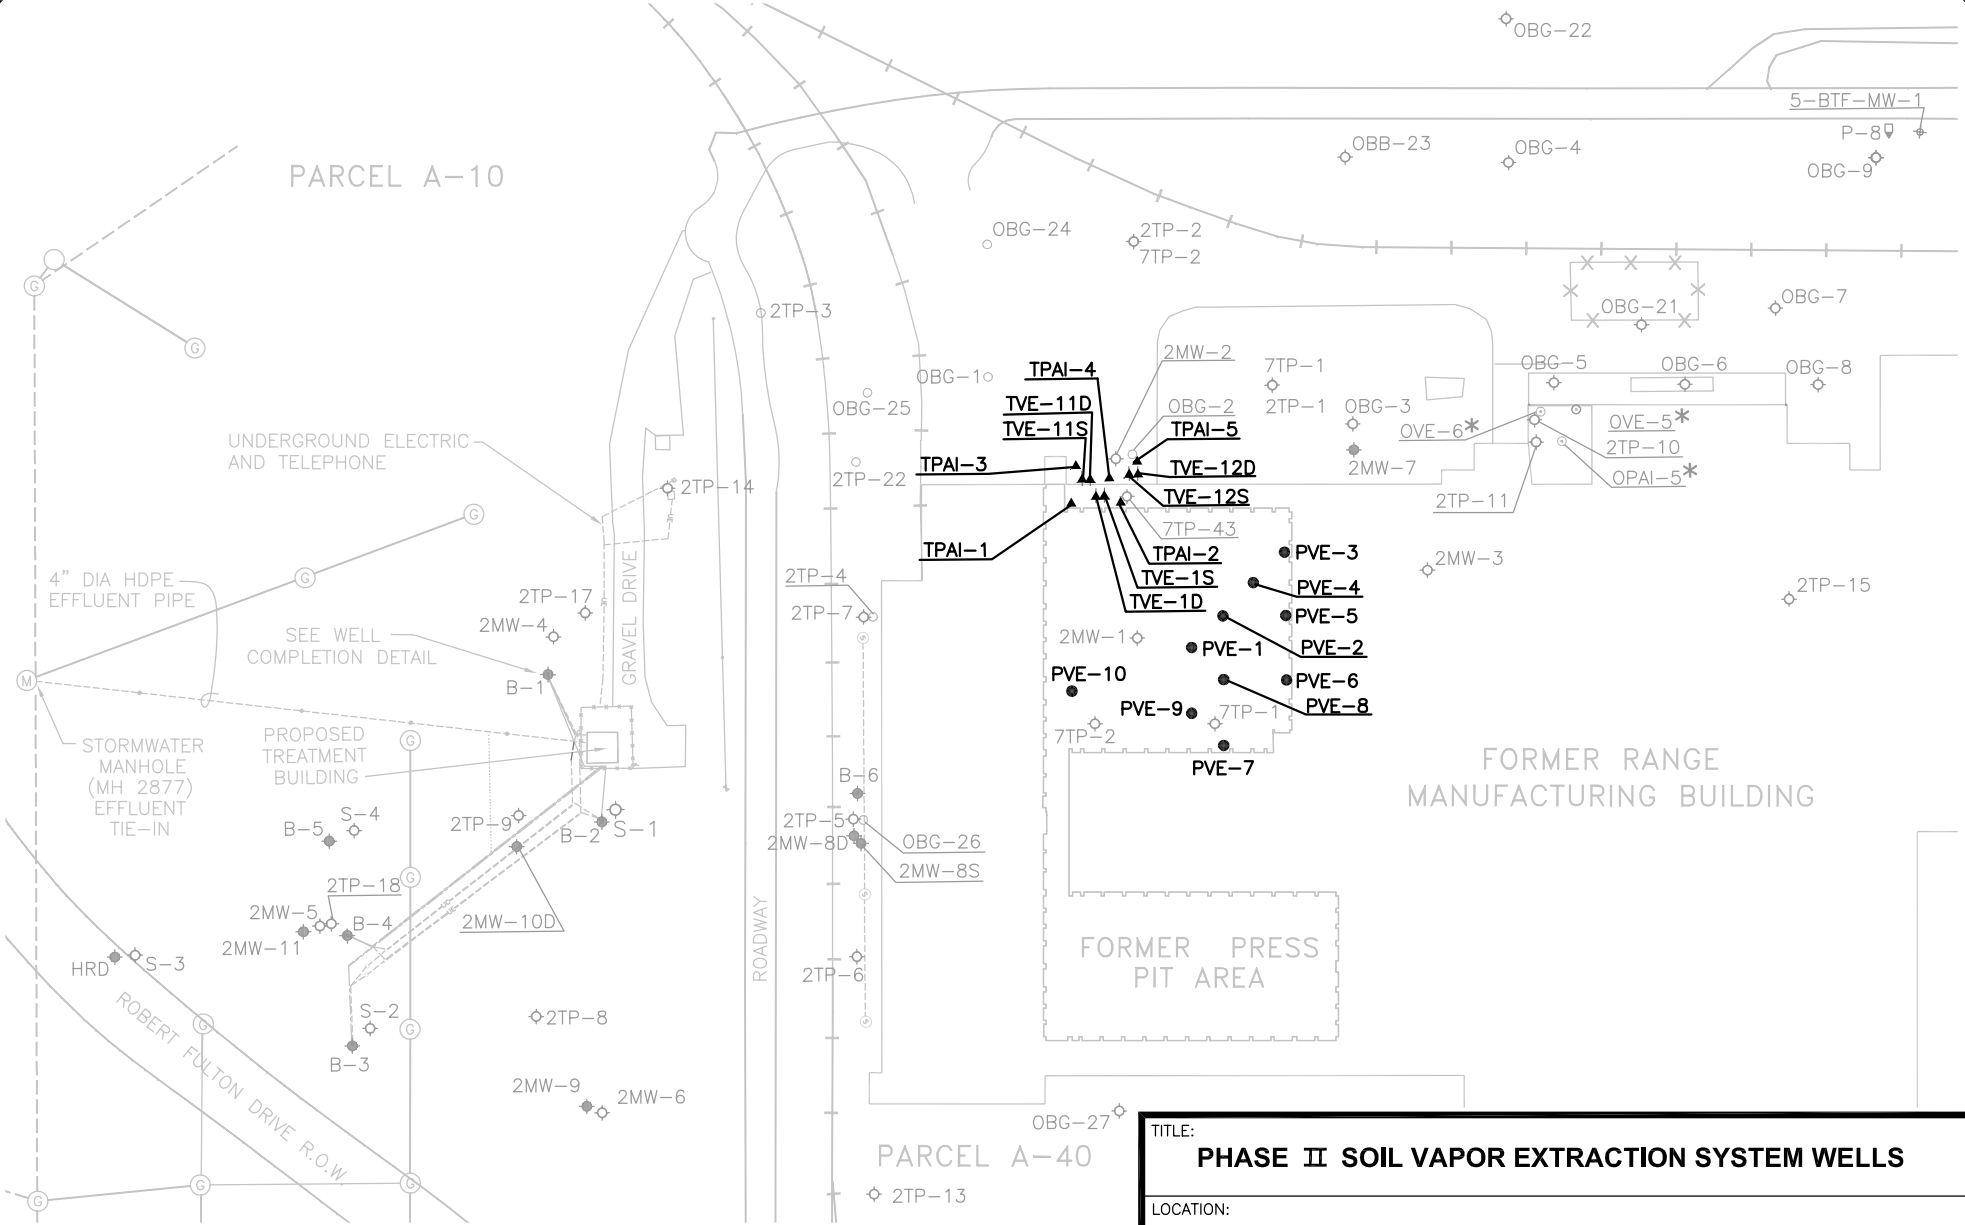 OBG-22
5-BTF-MW-1
P-8
OBB-23
OBG-4
OBG-9
PARCEL A-10
OBG-24
2TP-2
7TP-2
2TP-3
OBG-21
OBG-7
2MW-2
TPAI-4
7TP-1
OBG-5
OBG-6
OBG-8
OBG-1
OBG-25
TVE-11D
OBG-2
2TP-1
OBG-3
TVE-11S
TPAI-5
OVE-6*
OVE-5*
UNDERGROUND ELECTRIC
AND TELEPHONE
2TP-10
TPAI-3
TVE-12D
2MW-7
2TP-22
OPAI-5*
2TP-14
TVE-12S
2TP-11
7TP-43
TPAI-1
TPAI-2
PVE-3
2MW-3
4" DIA HDPE
EFFLUENT PIPE
2TP-4
TVE-1S
PVE-4
2TP-15
GRAVEL DRIVE
2TP-17
TVE-1D
2TP-7
PVE-5
2MW-4
SEE WELL
COMPLETION DETAIL
2MW-1
PVE-1
PVE-2
PVE-10
PVE-6
B-1
PVE-9
PVE-8
7TP-1
7TP-2
STORMWATER
MANHOLE
(MH 2877)
EFFLUENT
TIE-IN
PROPOSED
TREATMENT
BUILDING
PVE-7
FORMER RANGE
MANUFACTURING BUILDING
B-6
S-4
B-5
2TP-9
B-2
S-1
2TP-5
2MW-8D
OBG-26
2MW-8S
2TP-18
2MW-5
B-4
2MW-10D
2MW-11
S-3
HRD
ROADWAY
FORMER PRESS
PIT AREA
2TP-6
S-2
2TP-8
B-3
ROBERT FULTON DRIVE R.O.W
2MW-9
2MW-6
OBG-27
PARCEL A-40
2TP-13
TITLE:
PHASE II SOIL VAPOR EXTRACTION SYSTEM WELLS
LOCATION:
G
G
G
G
M
G
G
G
G
G
G
G